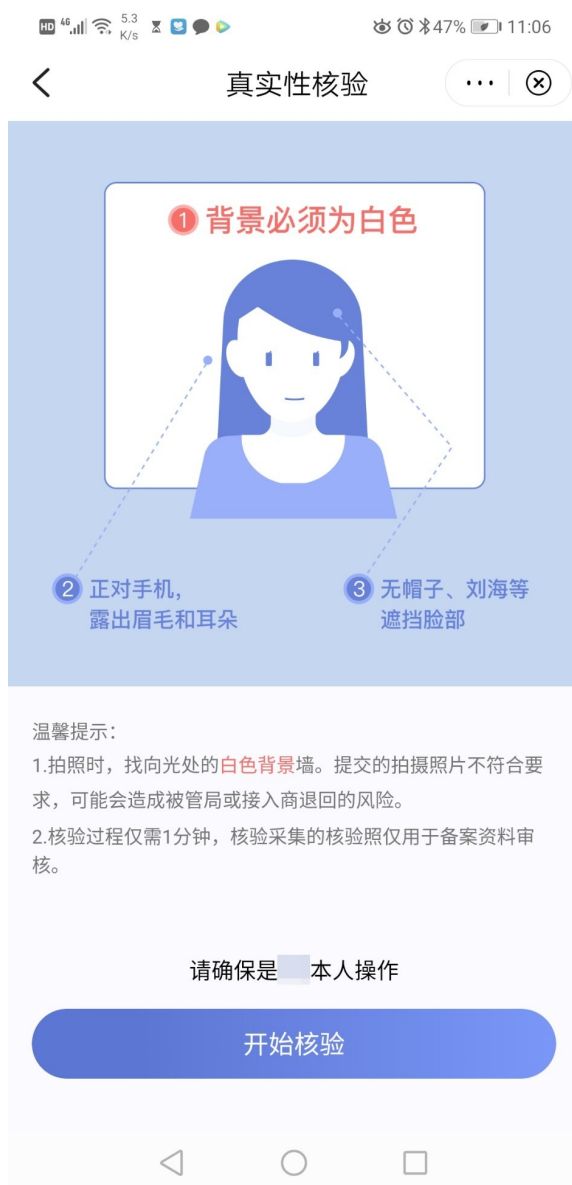 HD 4G 5.3 K/s 47% 11:06
真实性核验
1 背景必须为白色
2 正对手机,
露出眉毛和耳朵
3 无帽子、刘海等
遮挡脸部
温馨提示:
1.拍照时，找向光处的白色背景墙。提交的拍摄照片不符合要
求，可能会造成被管局或接入商退回的风险。
2.核验过程仅需1分钟，核验采集的核验照仅用于备案资料审
核。
请确保是 本人操作
开始核验